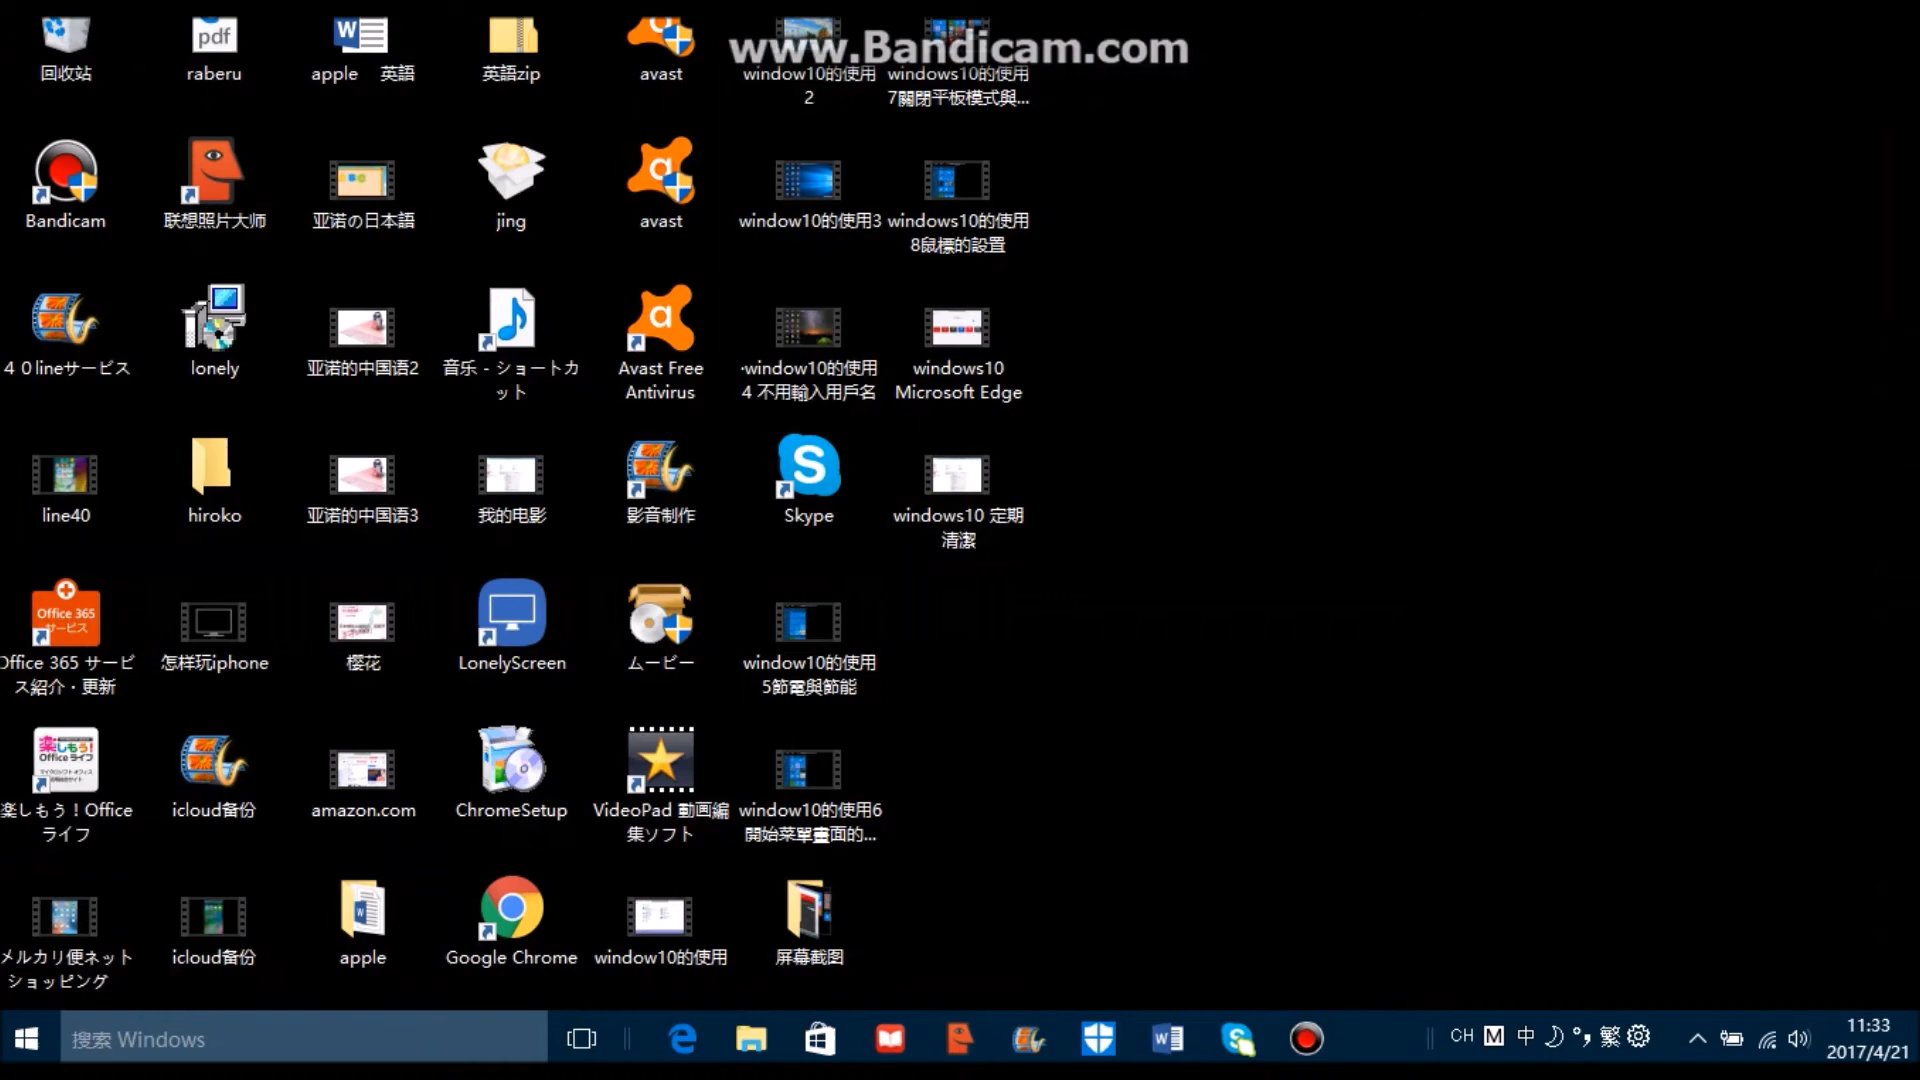 www.Bandicam.com
回收站
raberu
apple 英語
英語zip
avast
window10的使用
2
windows10的使用
7關閉平板模式與...
Bandicam
联想照片大师
亚诺の日本語
jing
avast
window10的使用3
windows10的使用
8鼠標的設置
４０lineサービス
lonely
亚诺的中国语2
音乐 - ショートカ
ット
Avast Free
Antivirus
window10的使用
4 不用輸入用戶名
windows10
Microsoft Edge
line40
hiroko
亚诺的中国语3
我的电影
影音制作
Skype
windows10 定期
清潔
Office 365
サービス
Office 365 サービ
ス紹介・更新
怎样玩iphone
樱花
LonelyScreen
ムービー
window10的使用
5節電與節能
楽しもう!
Officeライフ
楽しもう！Office
ライフ
icloud备份
amazon.com
ChromeSetup
VideoPad 動画編
集ソフト
window10的使用6
開始菜單畫面的...
メルカリ便ネット
ショッピング
icloud备份
apple
Google Chrome
window10的使用
屏幕截图
搜索 Windows
CH M 中 繁
11:33
2017/4/21